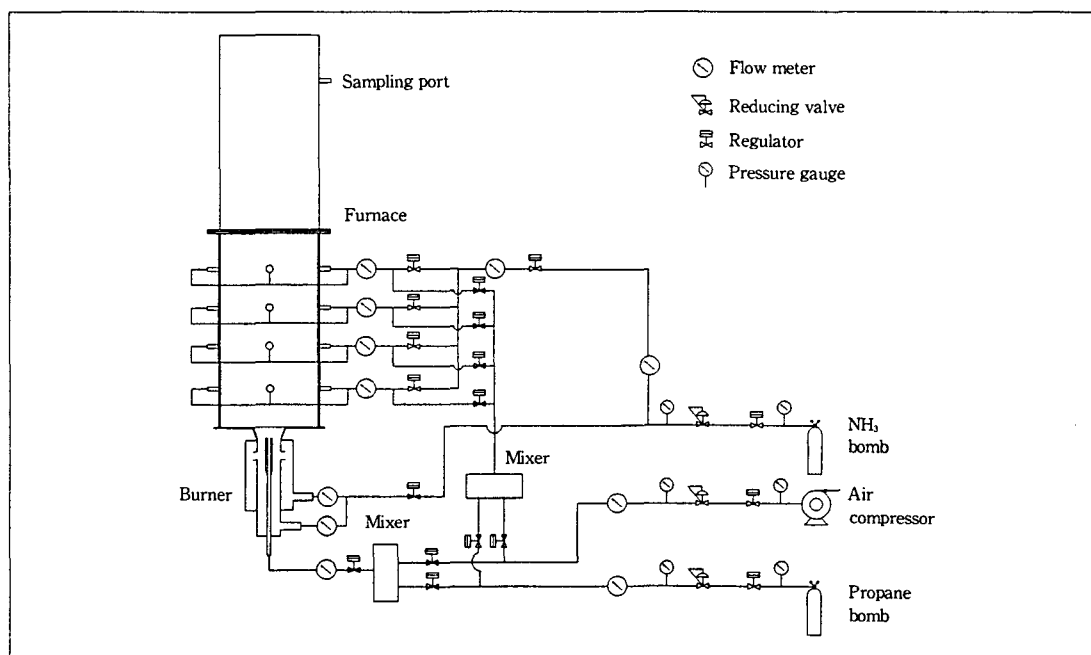 Sampling port
Flow meter
Reducing valve
Regulator
Pressure gauge
Furnace
NH₃
bomb
Mixer
Burner
Air
compressor
Mixer
Propane
bomb